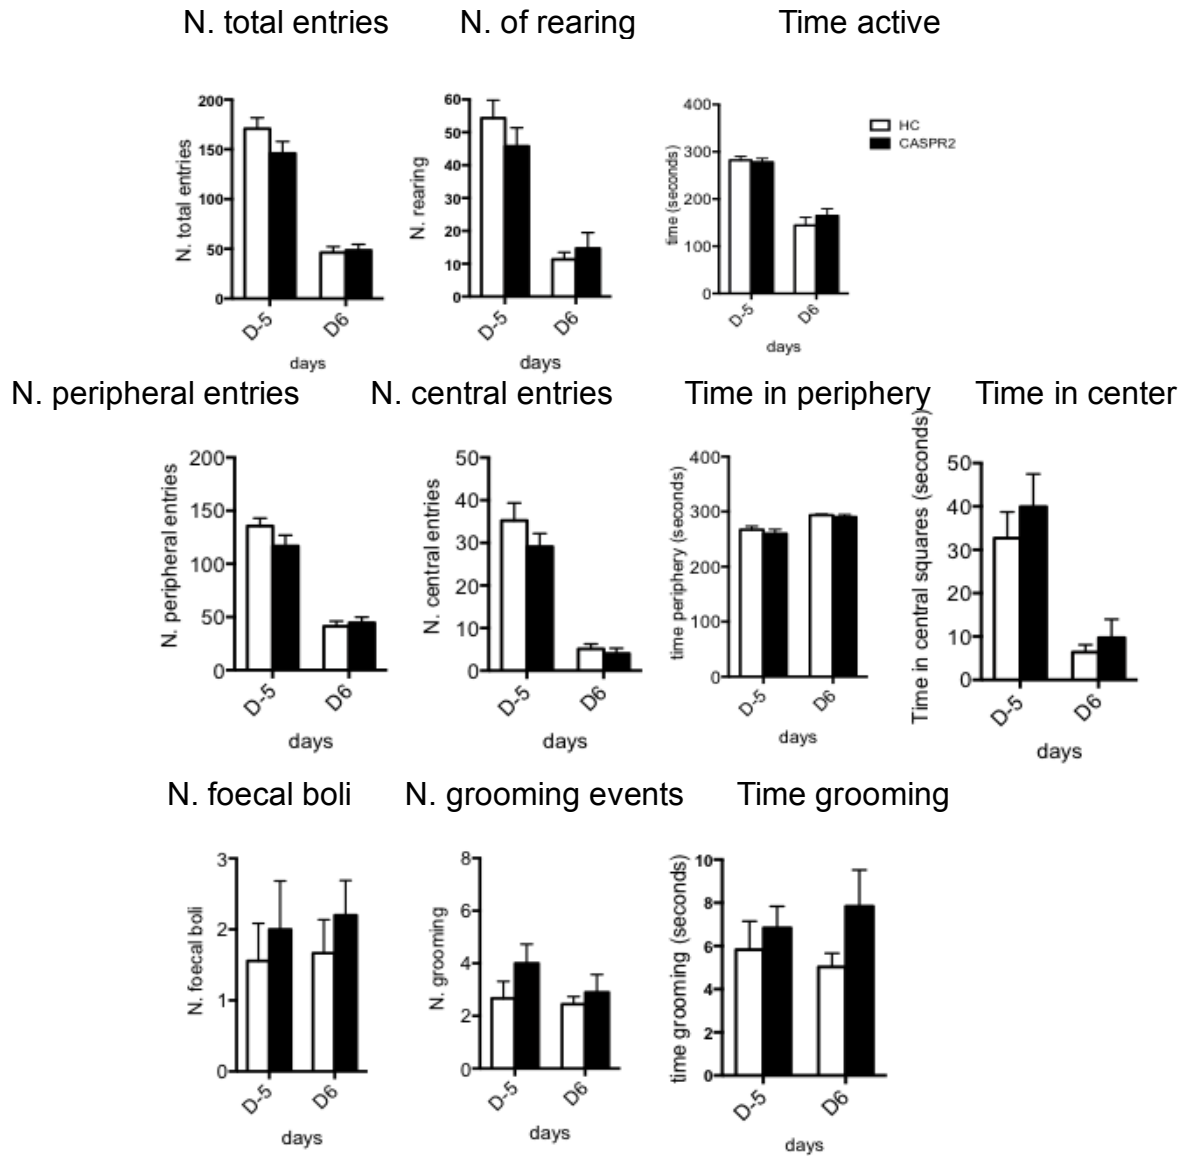 N. total entries
N. of rearing
Time active
200
150
100
50
0
N. total entries
D-5
D6
days
60
50
40
30
20
10
0
N. rearing
D-5
D6
days
400
300
200
100
0
time (seconds)
D-5
D6
days
HC
CASPR2
N. peripheral entries
N. central entries
Time in periphery
Time in center
200
150
100
50
0
N. peripheral entries
D-5
D6
days
50
40
30
20
10
0
N. central entries
D-5
D6
days
400
300
200
100
0
time periphery (seconds)
D-5
D6
days
50
40
30
20
10
0
Time in central squares (seconds)
D-5
D6
days
N. foecal boli
N. grooming events
Time grooming
3
2
1
0
N. foecal boli
D-5
D6
days
8
6
4
2
0
N. grooming
D-5
D6
days
10
8
6
4
2
0
time grooming (seconds)
D-5
D6
days